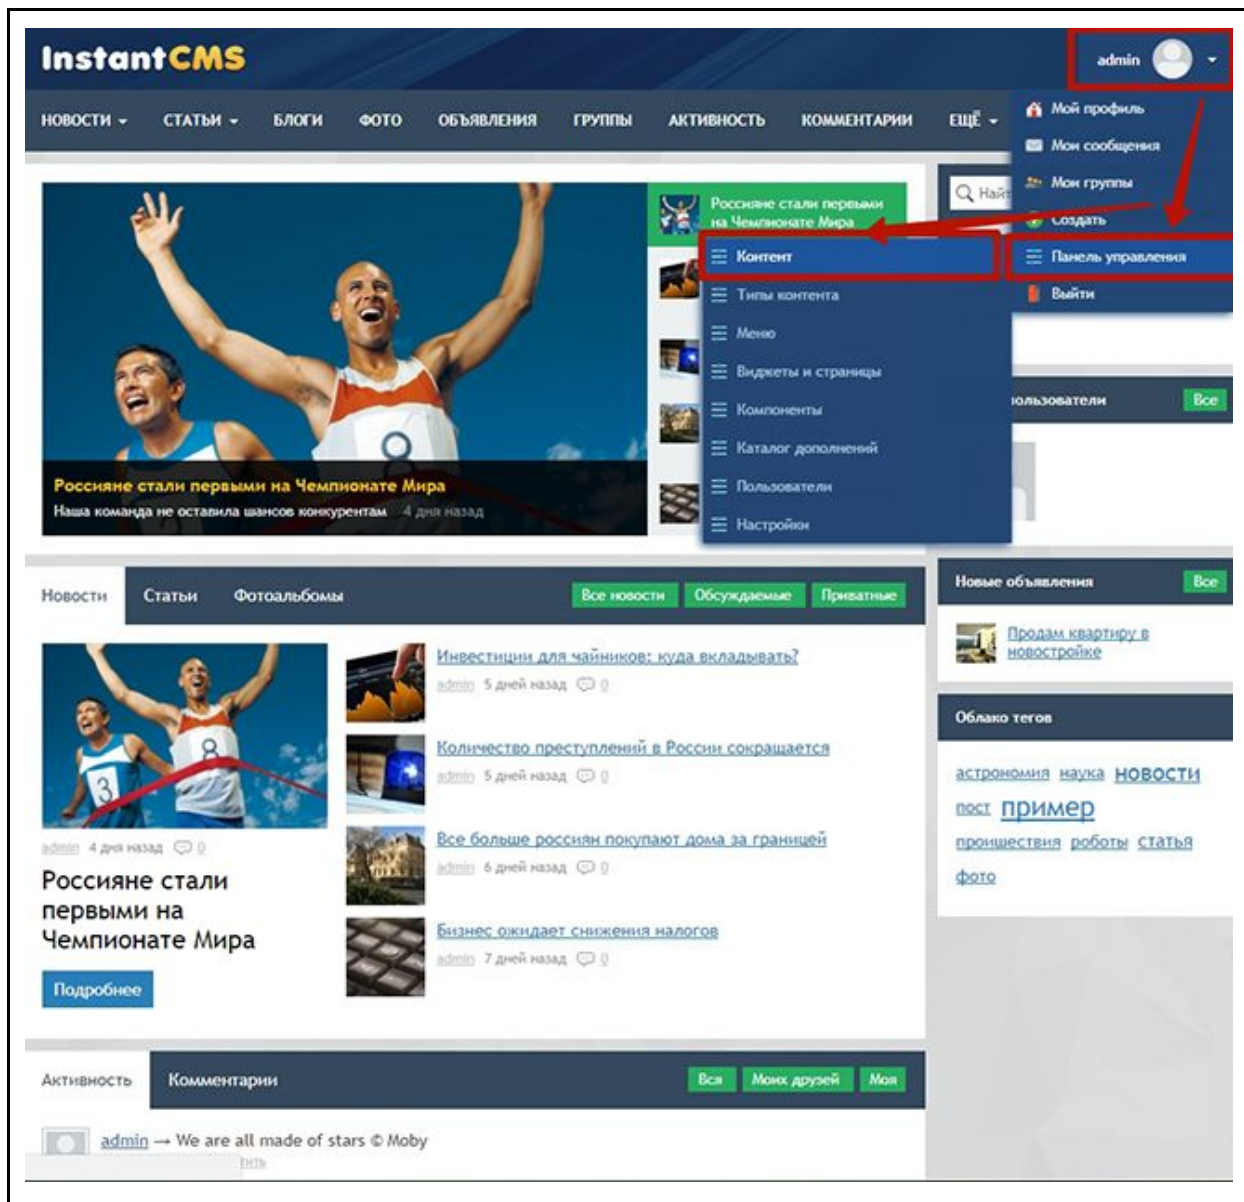 InstantCMS
admin
НОВОСТИ
СТАТЬИ
БЛОГИ
ФОТО
ОБЪЯВЛЕНИЯ
ГРУППЫ
АКТИВНОСТЬ
КОММЕНТАРИИ
ЕЩЁ
Мой профиль
Мои сообщения
Мои группы
Создать
Панель управления
Выйти
Россияне стали первыми
на Чемпионате Мира
Контент
Типы контента
Меню
Виджеты и страницы
Компоненты
Каталог дополнений
Пользователи
Настройки
8
Россияне стали первыми на Чемпионате Мира
Наша команда не оставила шансов конкурентам 4 дня назад
Все
Новости
Статьи
Фотоальбомы
Все новости
Обсуждаемые
Приватные
8
3
admin 4 дня назад 0
Россияне стали
первыми на
Чемпионате Мира
Подробнее
Инвестиции для чайников: куда вкладывать?
admin 5 дней назад 0
Количество преступлений в России сокращается
admin 5 дней назад 0
Все больше россиян покупают дома за границей
admin 6 дней назад 0
Бизнес ожидает снижения налогов
admin 7 дней назад 0
Новые объявления
Все
Продам квартиру в
новостройке
Облако тегов
астрономия наука новости
пост пример
происшествия роботы статья
фото
Активность
Комментарии
Вся
Моих друзей
Моя
admin → We are all made of stars © Moby